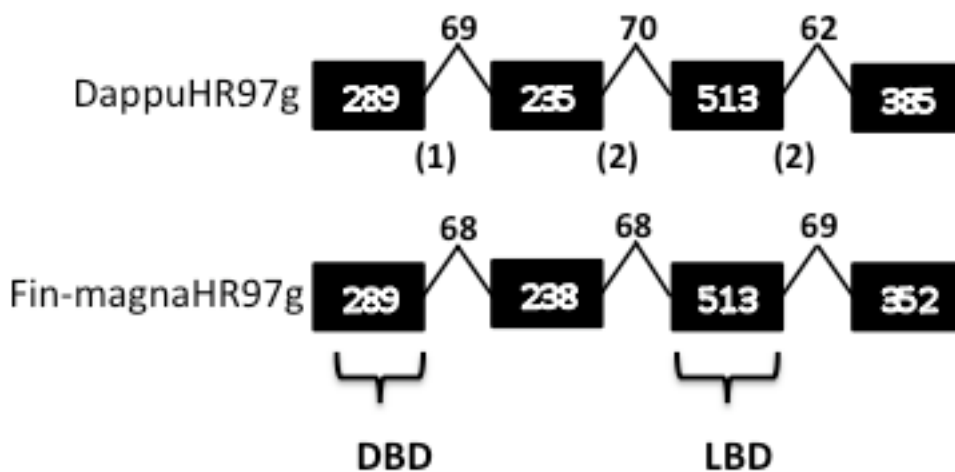 69 70 62
DappuHR97g 289 235 513 385
(1) (2) (2)
68 68 69
Fin-magnaHR97g 289 238 513 352
DBD LBD